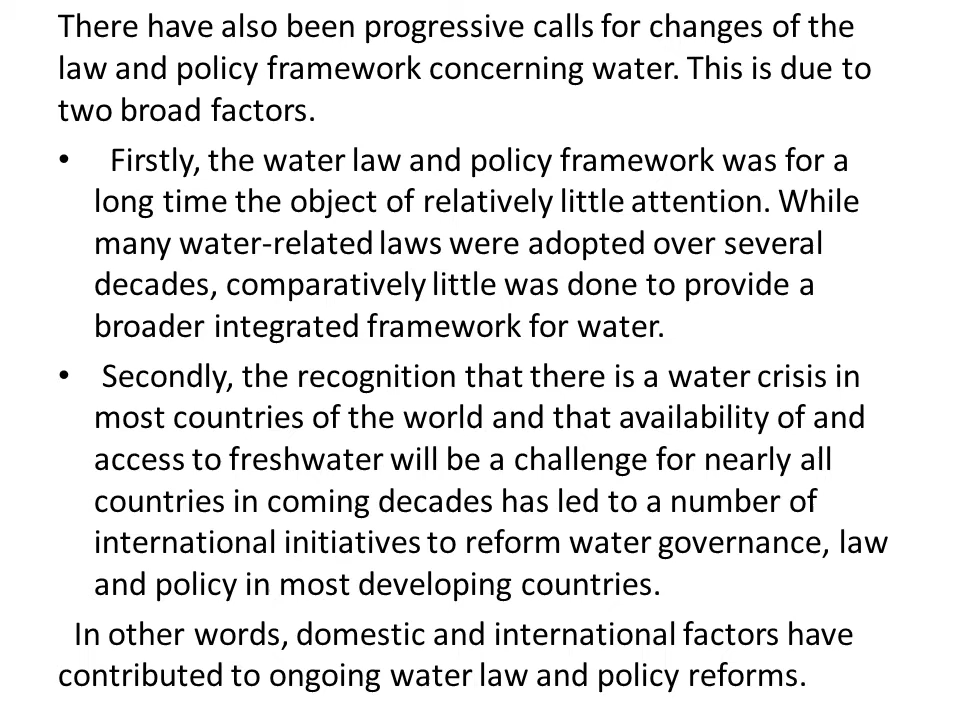 There have also been progressive calls for changes of the
law and policy framework concerning water. This is due to
two broad factors.
• Firstly, the water law and policy framework was for a
long time the object of relatively little attention. While
many water-related laws were adopted over several
decades, comparatively little was done to provide a
broader integrated framework for water.
• Secondly, the recognition that there is a water crisis in
most countries of the world and that availability of and
access to freshwater will be a challenge for nearly all
countries in coming decades has led to a number of
international initiatives to reform water governance, law
and policy in most developing countries.
In other words, domestic and international factors have
contributed to ongoing water law and policy reforms.